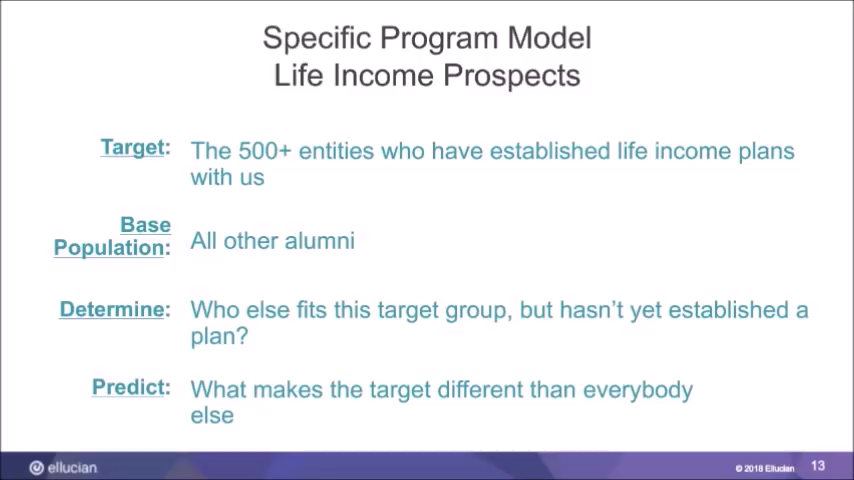 Specific Program Model
Life Income Prospects
Target: The 500+ entities who have established life income plans
with us
Base
Population: All other alumni
Determine: Who else fits this target group, but hasn't yet established a
plan?
Predict: What makes the target different than everybody
else
ellucian © 2018 Ellucian 13